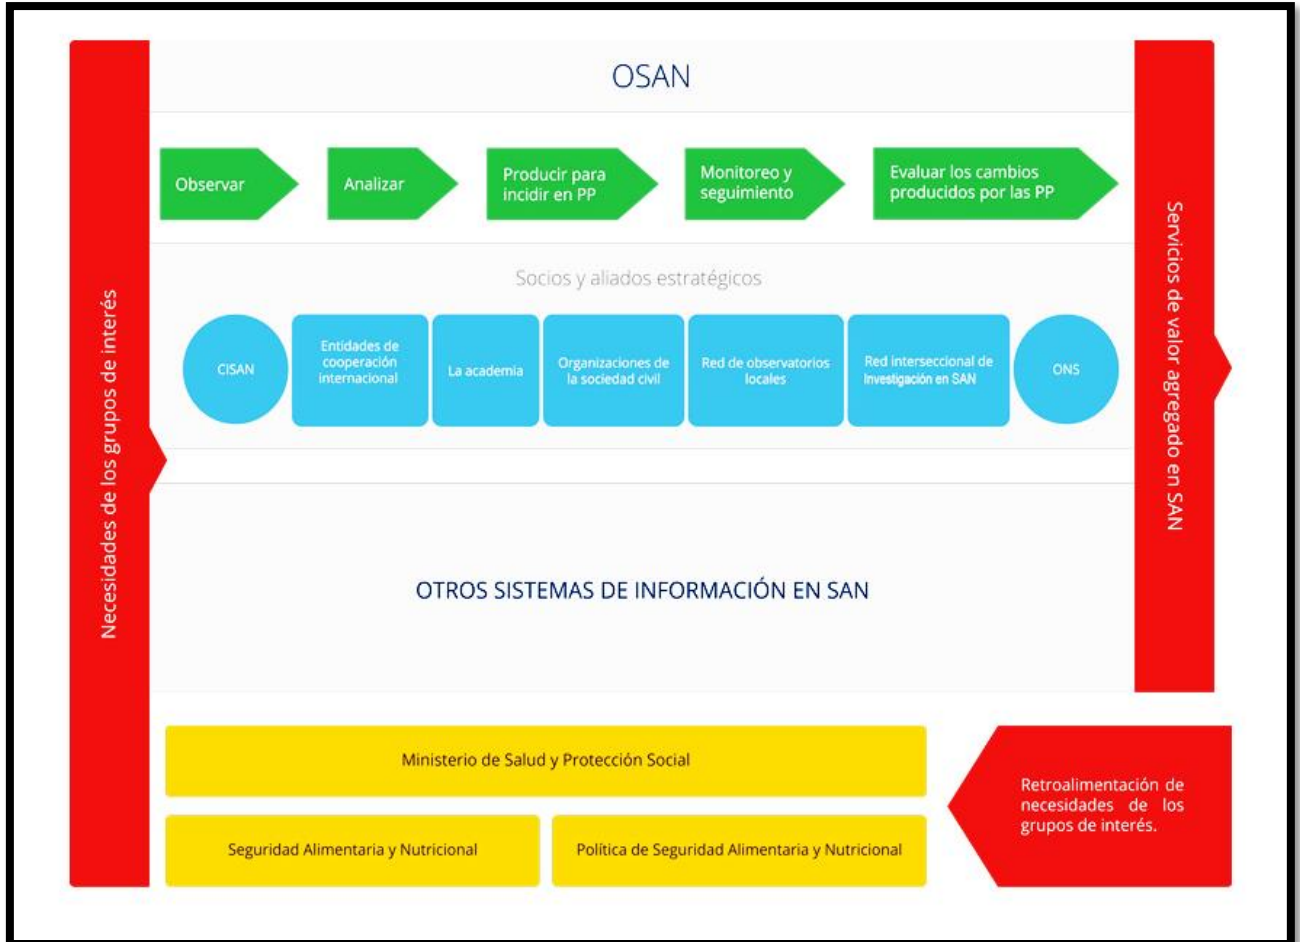 OSAN
Observar
Analizar
Producir para
incidir en PP
Monitoreo y
seguimiento
Evaluar los cambios
producidos por las PP
Socios y aliados estratégicos
CISAN
Entidades de
cooperación
internacional
La academia
Organizaciones de
la sociedad civil
Red de observatorios
locales
Red interseccional de
Investigación en SAN
ONS
Necesidades de los grupos de interés
Servicios de valor agregado en SAN
OTROS SISTEMAS DE INFORMACIÓN EN SAN
Ministerio de Salud y Protección Social
Seguridad Alimentaria y Nutricional
Política de Seguridad Alimentaria y Nutricional
Retroalimentación de
necesidades de los
grupos de interés.